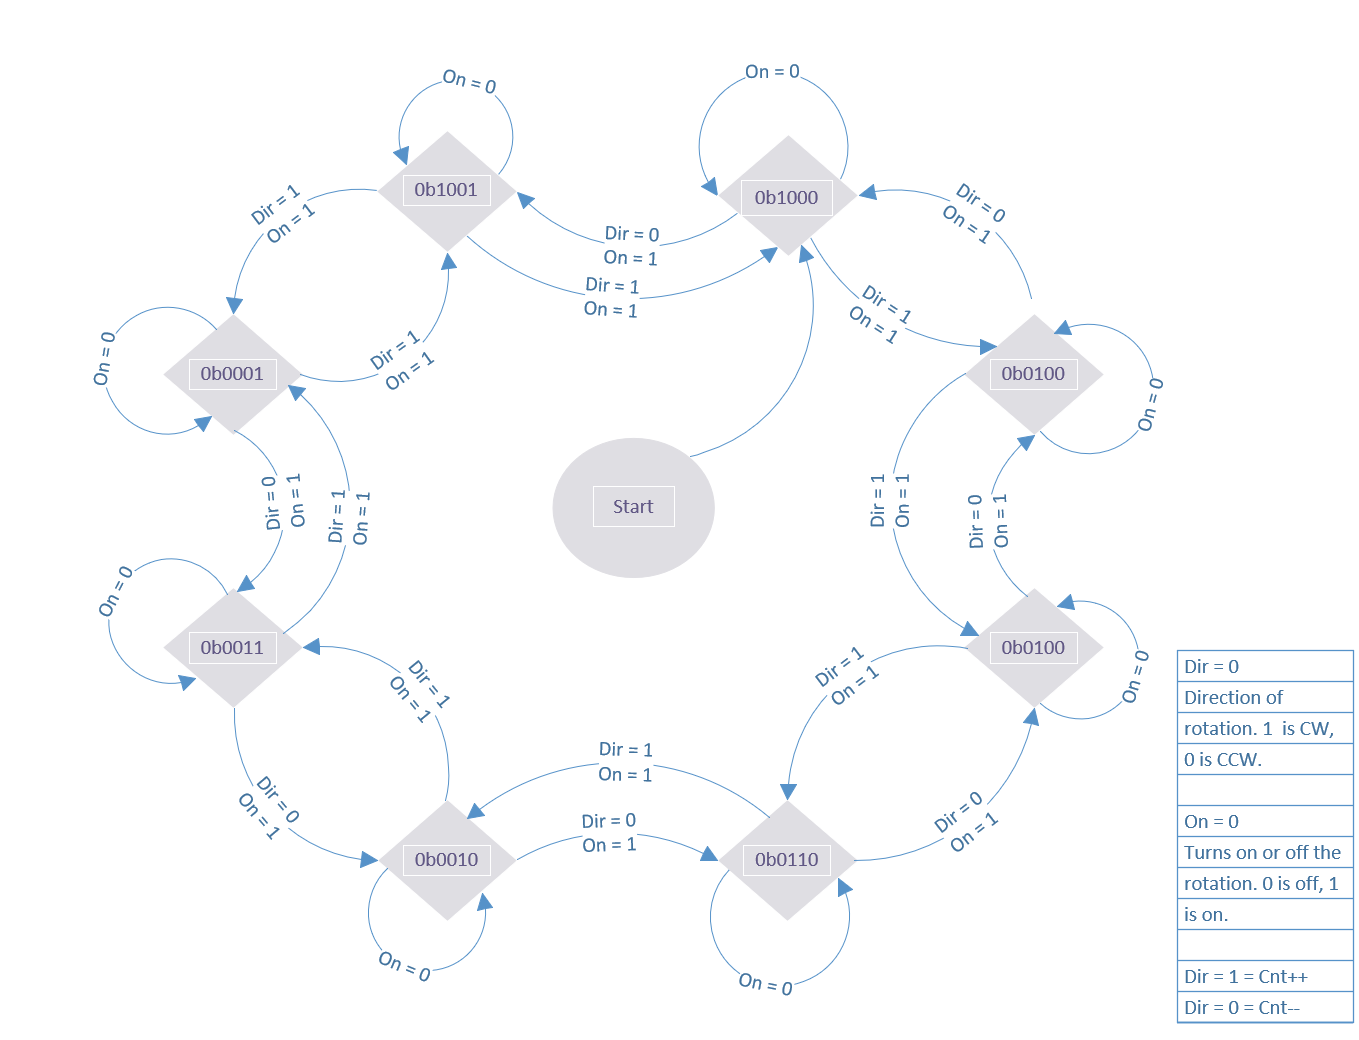 On = 0
On = 0
0b1001
0b1000
Dir = 1
On = 1
Dir = 0
On = 1
Dir = 1
On = 1
Dir = 0
On = 1
Dir = 1
On = 1
On = 0
0b0001
Dir = 1
On = 1
0b0100
On = 0
Dir = 0
On = 1
Dir = 1
On = 1
Start
Dir = 1
On = 1
Dir = 0
On = 1
On = 0
0b0011
0b0100
On = 0
Dir = 1
On = 1
Dir = 1
On = 1
Dir = 0
On = 1
Dir = 1
On = 1
Dir = 0
On = 1
Dir = 0
On = 1
0b0010
0b0110
On = 0
On = 0
Dir = 0
Direction of
rotation. 1 is CW,
0 is CCW.
On = 0
Turns on or off the
rotation. 0 is off, 1
is on.
Dir = 1 = Cnt++
Dir = 0 = Cnt--